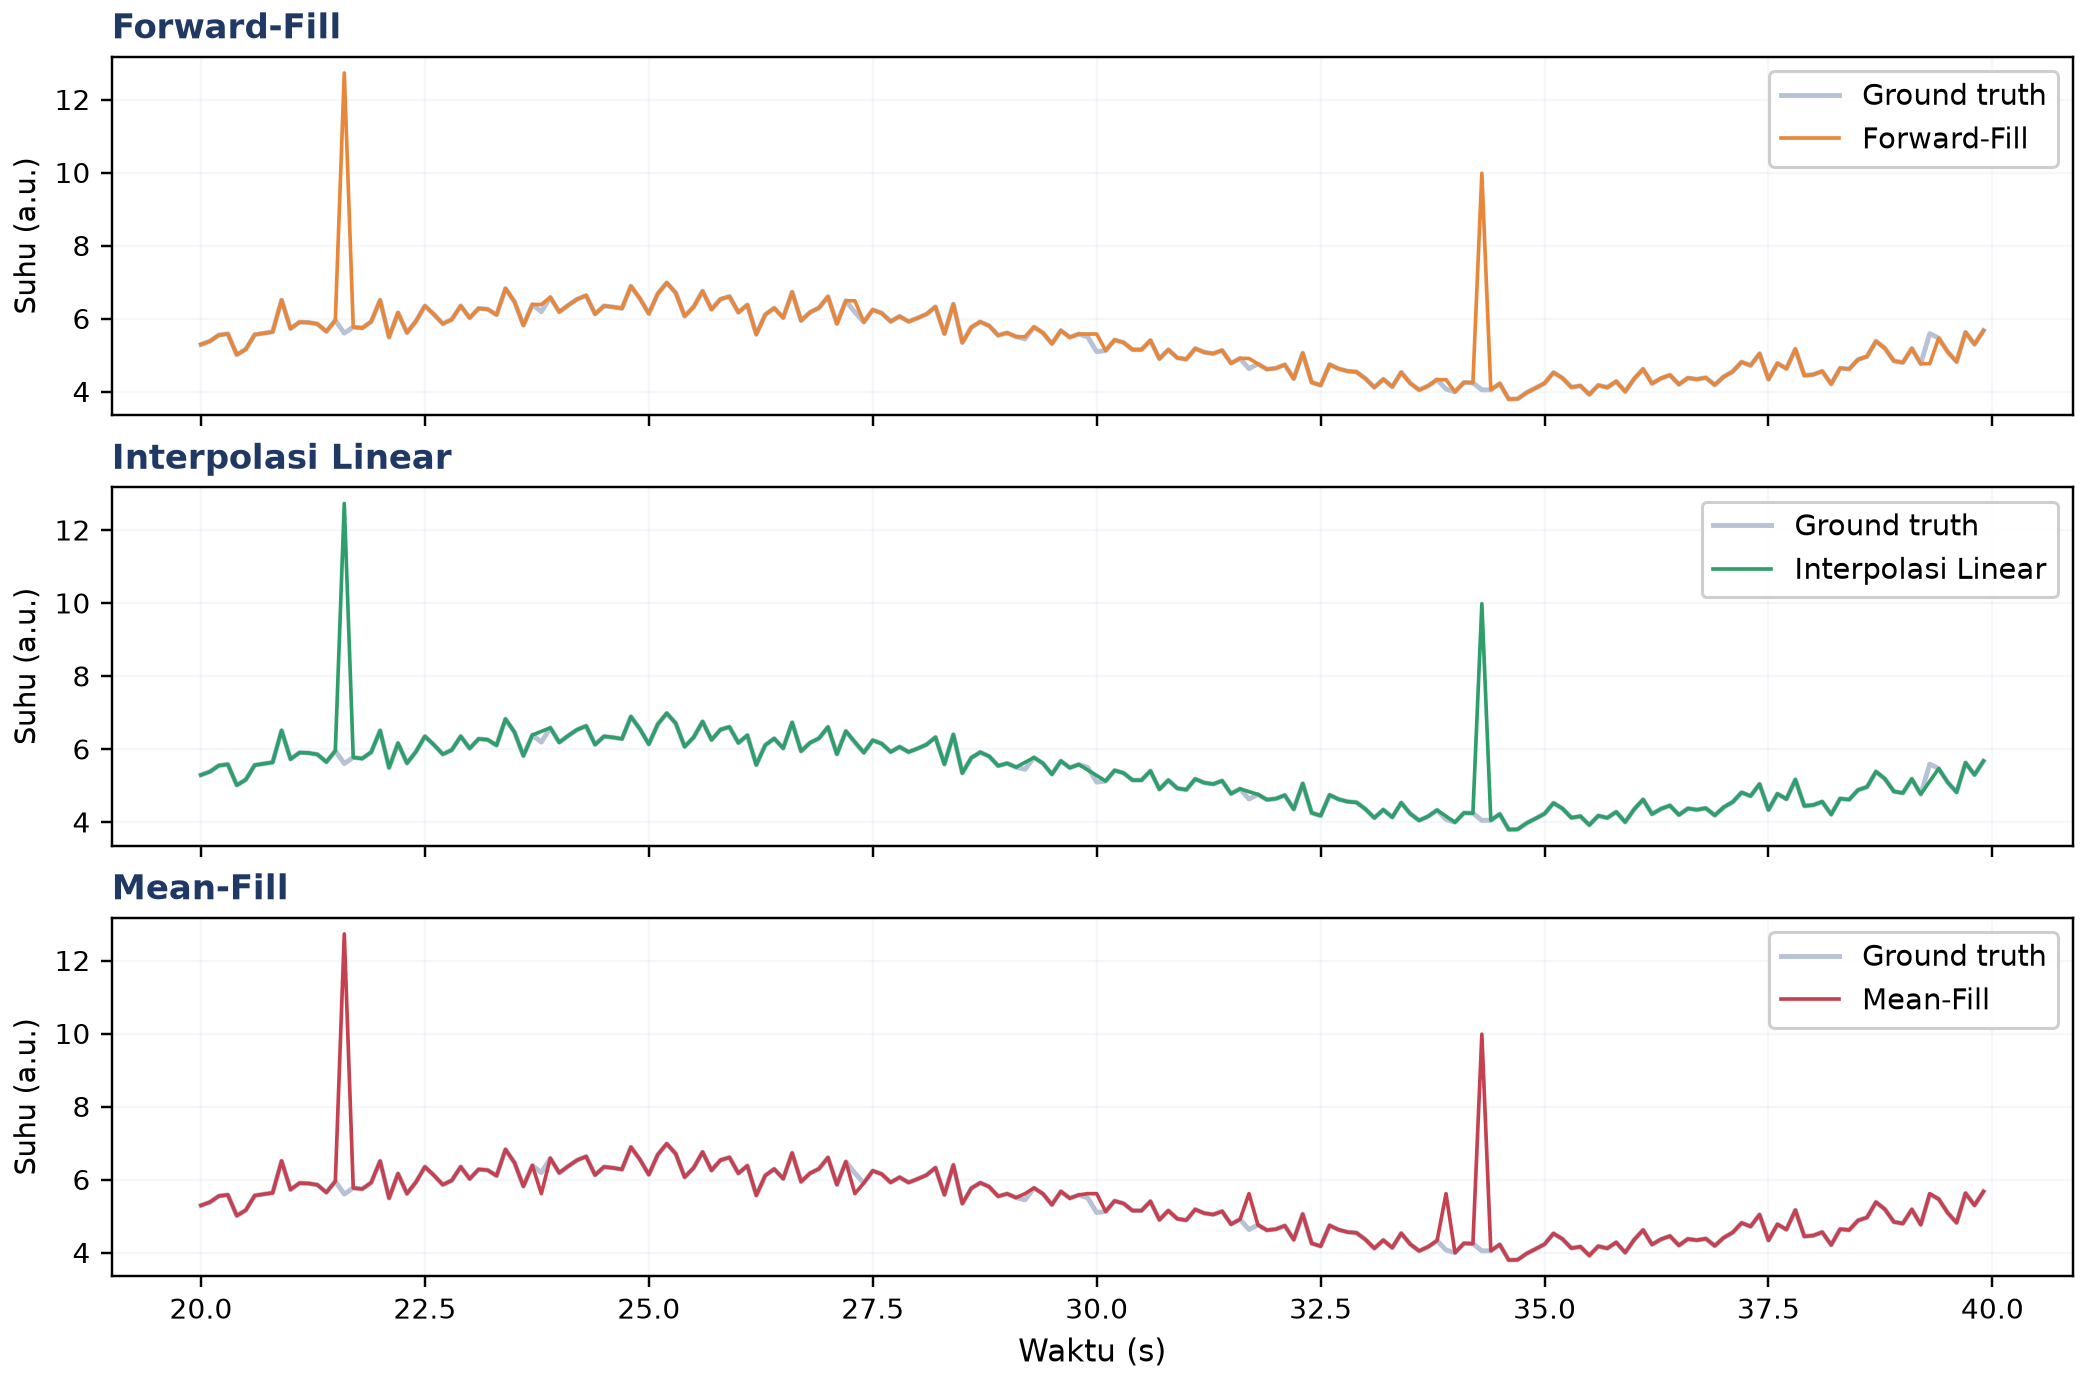 Forward-Fill
Suhu (a.u.)
12
10
8
6
4
Ground truth
Forward-Fill
Interpolasi Linear
Suhu (a.u.)
12
10
8
6
4
Ground truth
Interpolasi Linear
Mean-Fill
Suhu (a.u.)
12
10
8
6
4
Ground truth
Mean-Fill
20.0 22.5 25.0 27.5 30.0 32.5 35.0 37.5 40.0
Waktu (s)